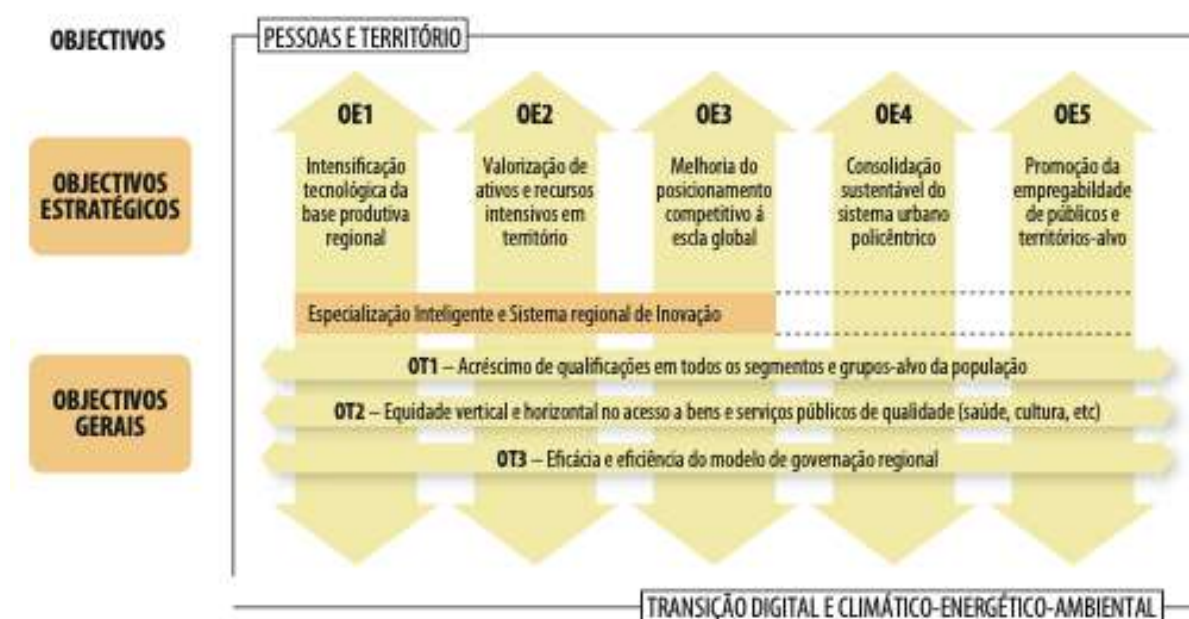 OBJECTIVOS
PESSOAS E TERRITÓRIO
OBJECTIVOS
ESTRATÉGICOS
OE1
Intensificação
tecnológica da
base produtiva
regional
OE2
Valorização de
ativos e recursos
intensivos em
território
OE3
Melhoria do
posicionamento
competitivo á
escla global
OE4
Consolidação
sustentável do
sistema urbano
policêntrico
OE5
Promoção da
empregabildade
de públicos e
territórios-alvo
Especialização Inteligente e Sistema regional de Inovação
OBJECTIVOS
GERAIS
OT1 – Acréscimo de qualificações em todos os segmentos e grupos-alvo da população
OT2 – Equidade vertical e horizontal no acesso a bens e serviços públicos de qualidade (saúde, cultura, etc)
OT3 – Eficácia e eficiência do modelo de governação regional
TRANSIÇÃO DIGITAL E CLIMÁTICO-ENERGÉTICO-AMBIENTAL